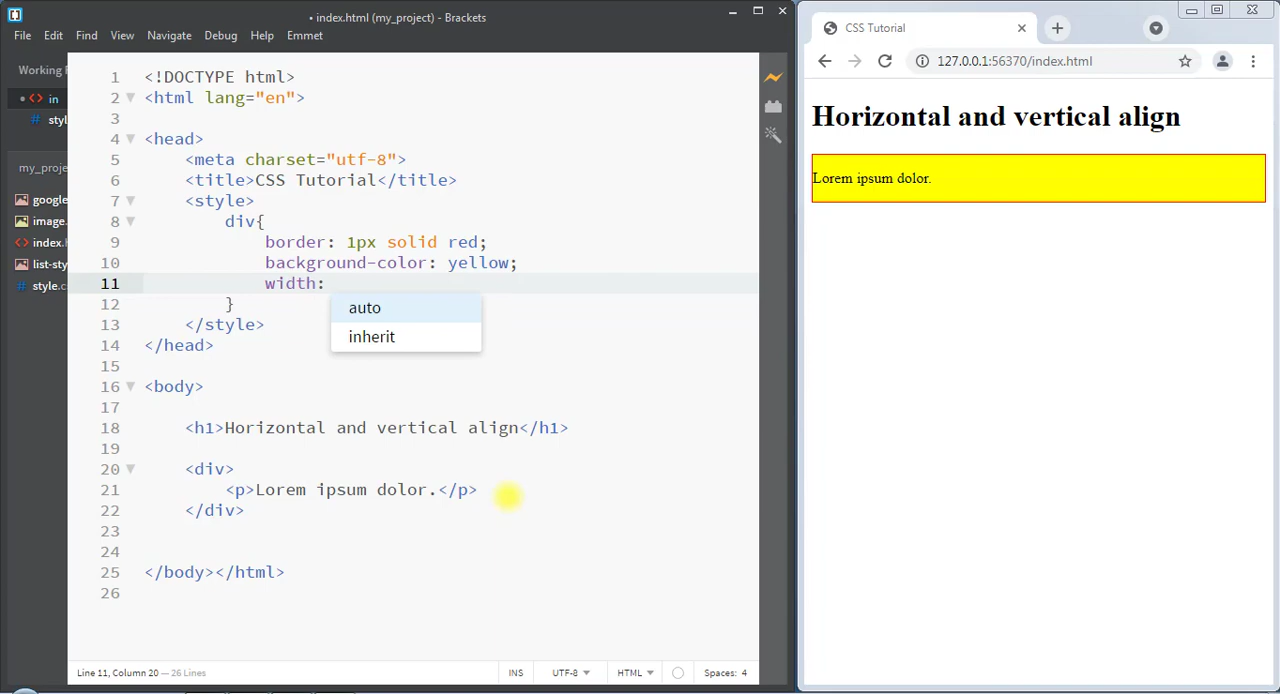 • index.html (my_project) - Brackets
File Edit Find View Navigate Debug Help Emmet
Working F
• <> in
# styl
my_proje
google
image.
<> index.h
list-sty
# style.c
1 <!DOCTYPE html>
2 <html lang="en">
3
4 <head>
5 <meta charset="utf-8">
6 <title>CSS Tutorial</title>
7 <style>
8 div{
9 border: 1px solid red;
10 background-color: yellow;
11 width:
auto
inherit
12 }
13 </style>
14 </head>
15
16 <body>
17
18 <h1>Horizontal and vertical align</h1>
19
20 <div>
21 <p>Lorem ipsum dolor.</p>
22 </div>
23
24
25 </body></html>
26
Line 11, Column 20 — 26 Lines
INS UTF-8 HTML Spaces: 4
CSS Tutorial
127.0.0.1:56370/index.html
Horizontal and vertical align
Lorem ipsum dolor.